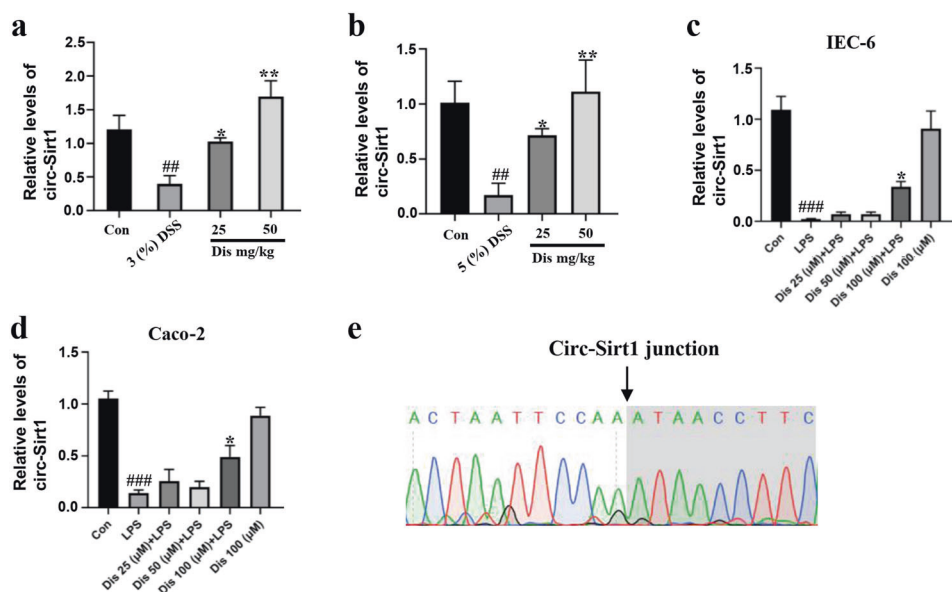 a
Relative levels of
circ-Sirt1
2.5
2.0
1.5
1.0
0.5
0.0
##
*
**
Con
3 (%) DSS
25
50
Dis mg/kg
b
Relative levels of
circ-Sirt1
1.5
1.0
0.5
0.0
##
*
**
Con
5 (%) DSS
25
50
Dis mg/kg
c
IEC-6
Relative levels of
circ-Sirt1
1.5
1.0
0.5
0.0
###
*
Con
LPS
Dis 25 (μM)+LPS
Dis 50 (μM)+LPS
Dis 100 (μM)+LPS
Dis 100 (μM)
d
Caco-2
Relative levels of
circ-Sirt1
1.5
1.0
0.5
0.0
###
*
Con
LPS
Dis 25 (μM)+LPS
Dis 50 (μM)+LPS
Dis 100 (μM)+LPS
Dis 100 (μM)
e
Circ-Sirt1 junction
A C T A A T T C C A A A T A A C C T T C